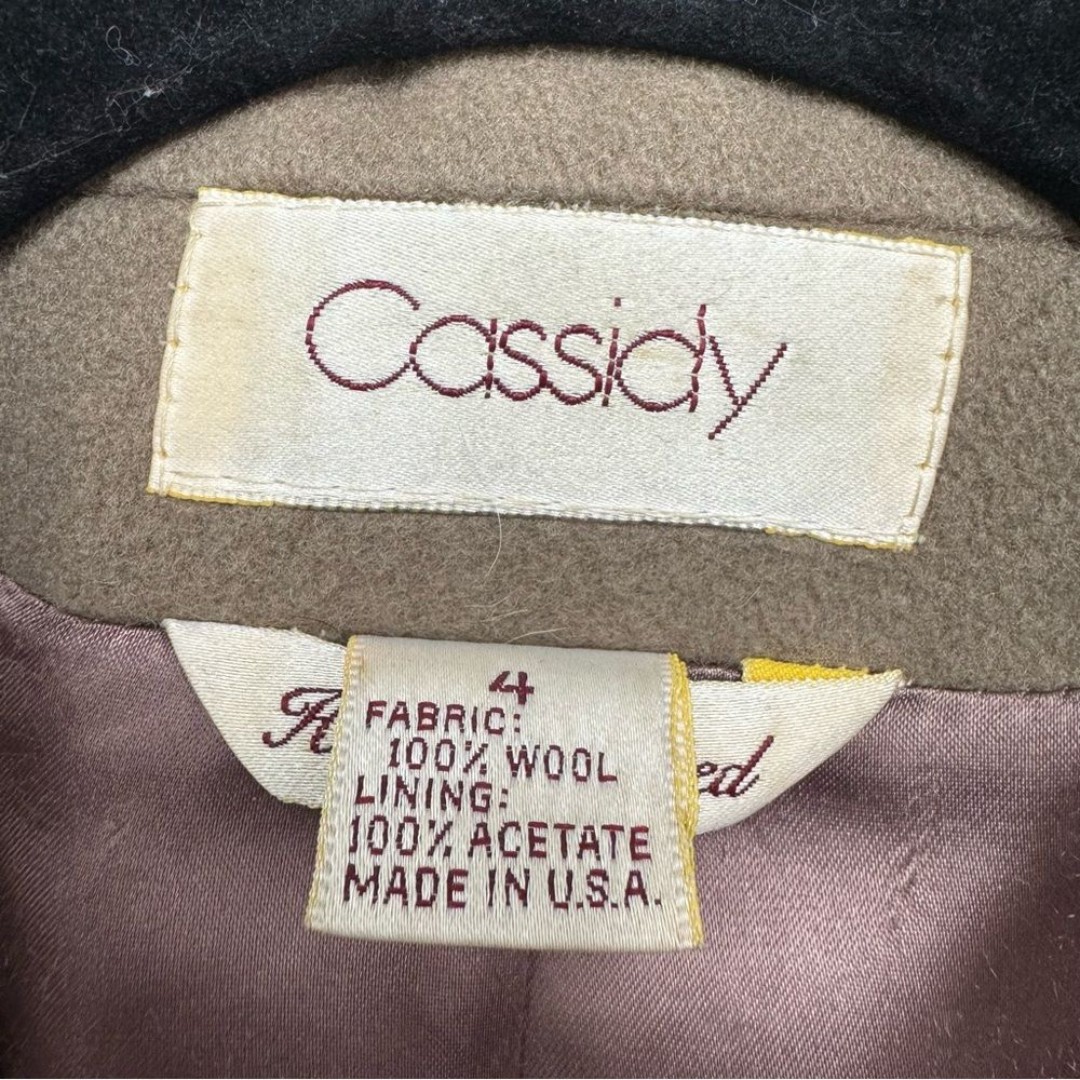 Cassidy
4
FABRIC:
100% WOOL
LINING:
100% ACETATE
MADE IN U.S.A.